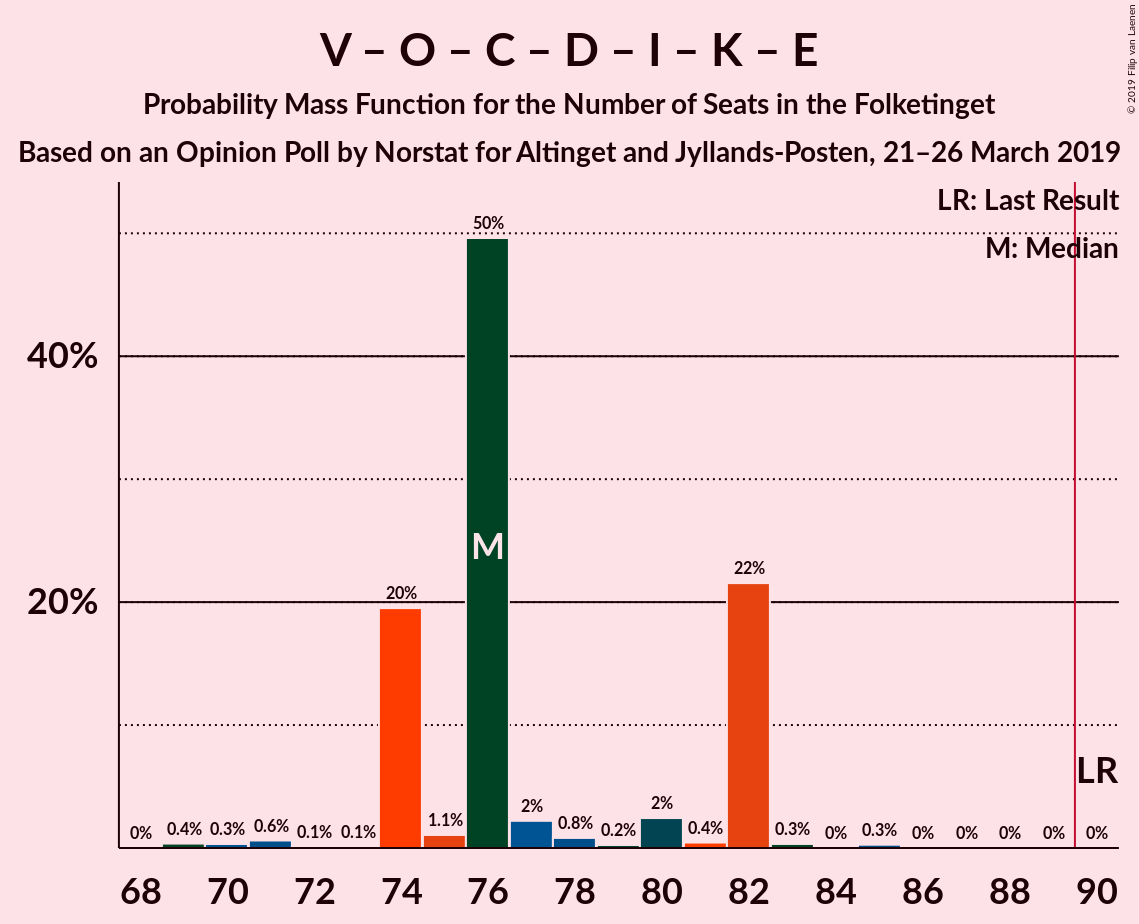 V – O – C – D – I – K – E
Probability Mass Function for the Number of Seats in the Folketinget
Based on an Opinion Poll by Norstat for Altinget and Jyllands-Posten, 21–26 March 2019
© 2019 Filip van Laenen
LR: Last Result
M: Median
50%
40%
M
22%
20%
20%
LR
0%
0.4%
0.3%
0.6%
0.1%
0.1%
1.1%
2%
0.8%
0.2%
2%
0.4%
0.3%
0%
0.3%
0%
0%
0%
0%
0%
68 70 72 74 76 78 80 82 84 86 88 90